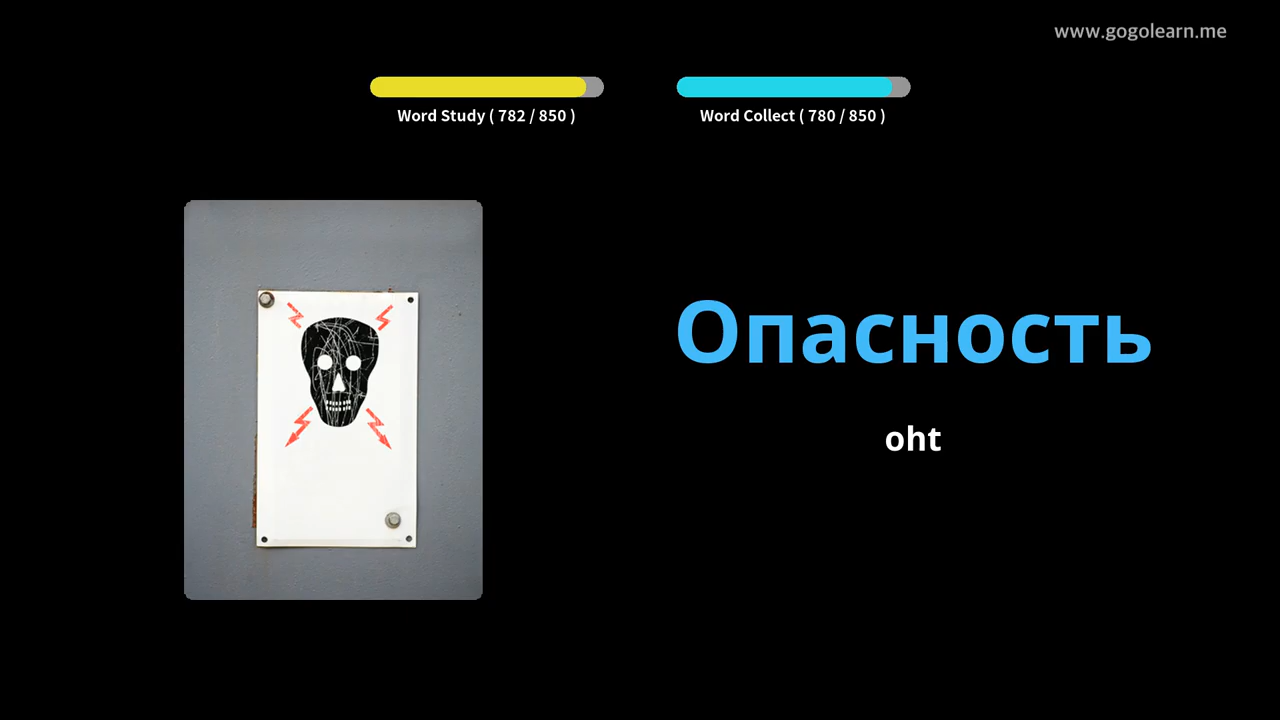 www.gogolearn.me
Word Study ( 782 / 850 )
Word Collect ( 780 / 850 )
Опасность
oht